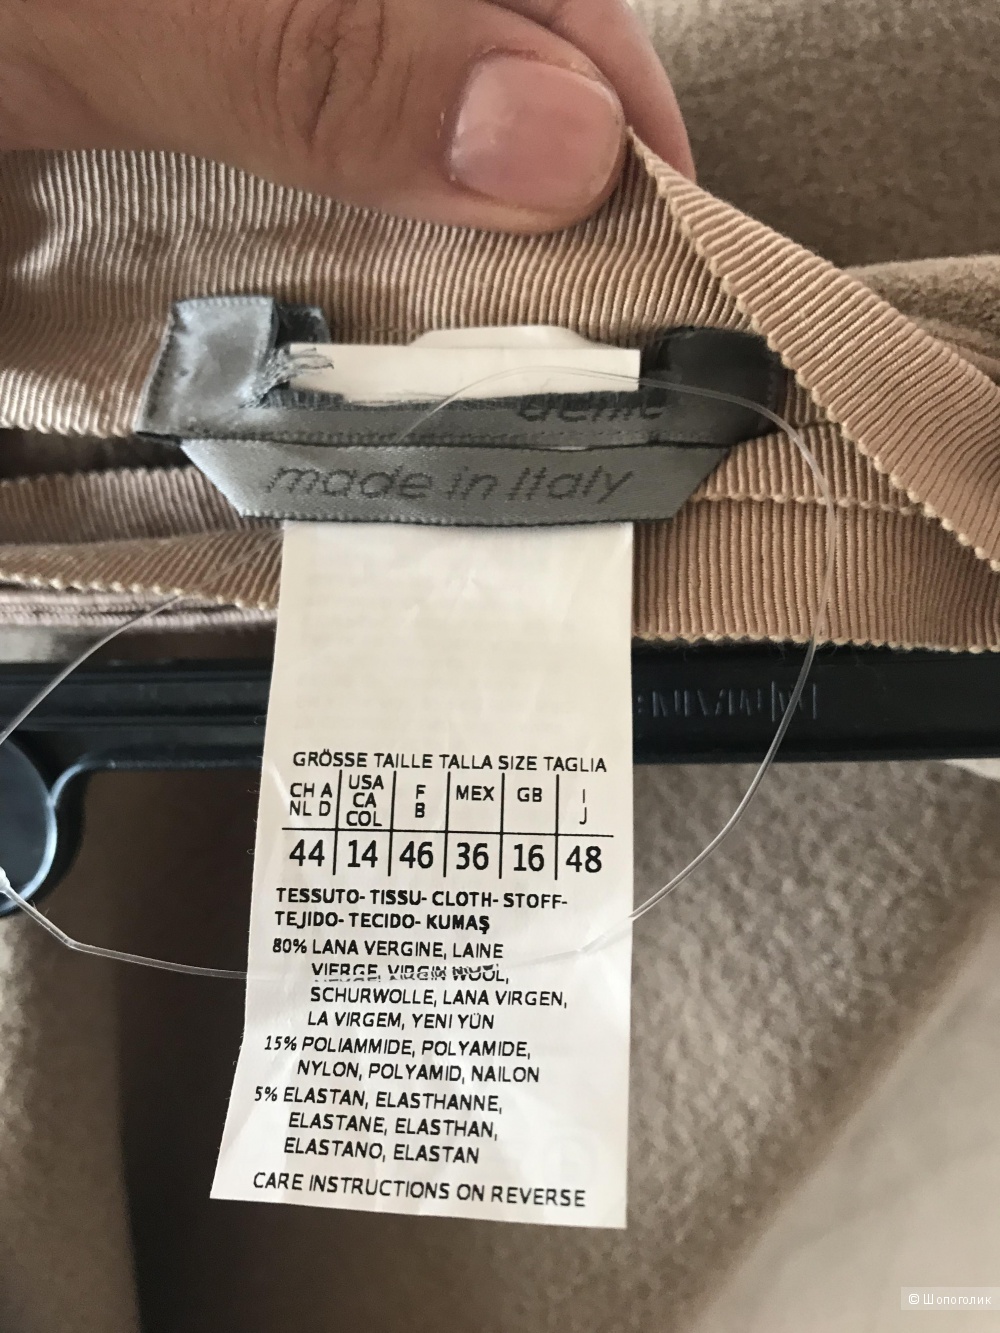 made in Italy
GRÖSSE TAILLE TALLA SIZE TAGLIA
CH A NL D | USA CA COL | F B | MEX | GB | I J
44 | 14 | 46 | 36 | 16 | 48
TESSUTO- TISSU- CLOTH- STOFF-
TEJIDO- TECIDO- KUMAŞ
80% LANA VERGINE, LAINE
VIERGE, VIRGIN WOOL,
SCHURWOLLE, LANA VIRGEN,
LA VIRGEM, YENI YÜN
15% POLIAMMIDE, POLYAMIDE,
NYLON, POLYAMID, NAILON
5% ELASTAN, ELASTHANNE,
ELASTANE, ELASTHAN,
ELASTANO, ELASTAN
CARE INSTRUCTIONS ON REVERSE
© Шопоголик